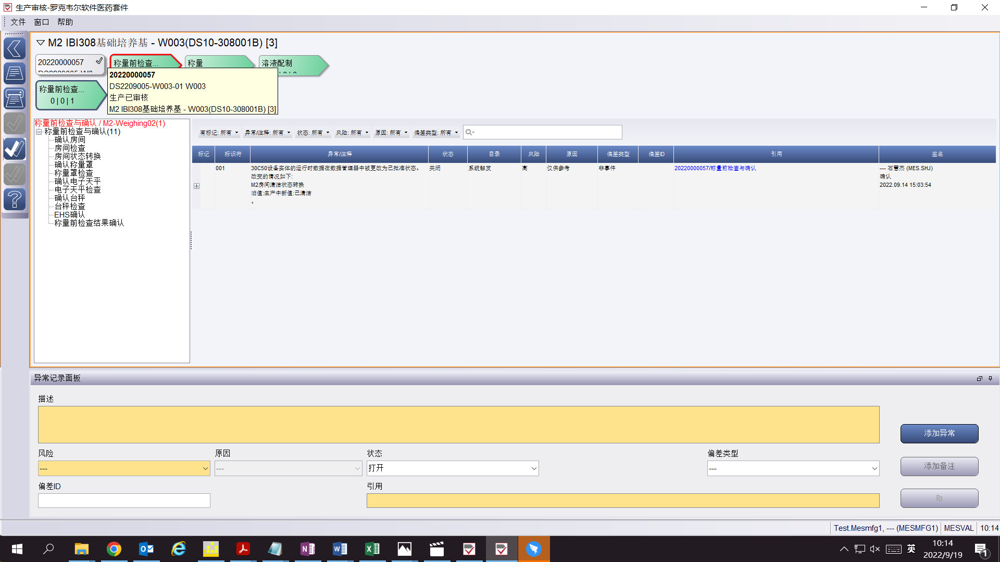 生产审核-罗克韦尔软件医药套件
文件 窗口 帮助
M2 IBI308基础培养基 - W003(DS10-308001B) [3]
20220000057
称量前检查...
称量
溶液配制
称量前检查...
0 | 0 | 1
20220000057
DS2209005-W003-01 W003
生产已审核
M2 IBI308基础培养基 - W003(DS10-308001B) [3]
称量前检查与确认 / M2-Weighing02(1)
称量前检查与确认(11)
确认房间
房间检查
房间状态转换
确认称量罩
称量罩检查
确认电子天平
电子天平检查
确认台秤
台秤检查
EHS确认
称量前检查结果确认
有标记: 所有 异常/注释: 所有 状态: 所有 风险: 所有 原因: 所有 偏差类型: 所有
标记 标识符 异常/注释 状态 目录 风险 原因 偏差类型 偏差ID 引用 签名
001 30C50设备实体的运行时数据在数据管理器中被更改为已批准状态。 关闭 系统触发 高 仅供参考 非事件 20220000057/称量前检查与确认 --- 石慧杰 (MES.SHJ)
改变的情况如下: 确认
M2房间清洁状态转换 2022.09.14 15:03:54
旧值:生产中新值:已清洁
。
异常记录面板
描述
添加异常
风险 原因 状态 偏差类型
--- --- 打开 ---
添加备注
偏差ID 引用
Test.Mesmfg1, --- (MESMFG1) MESVAL 10:14
英
10:14
2022/9/19
1